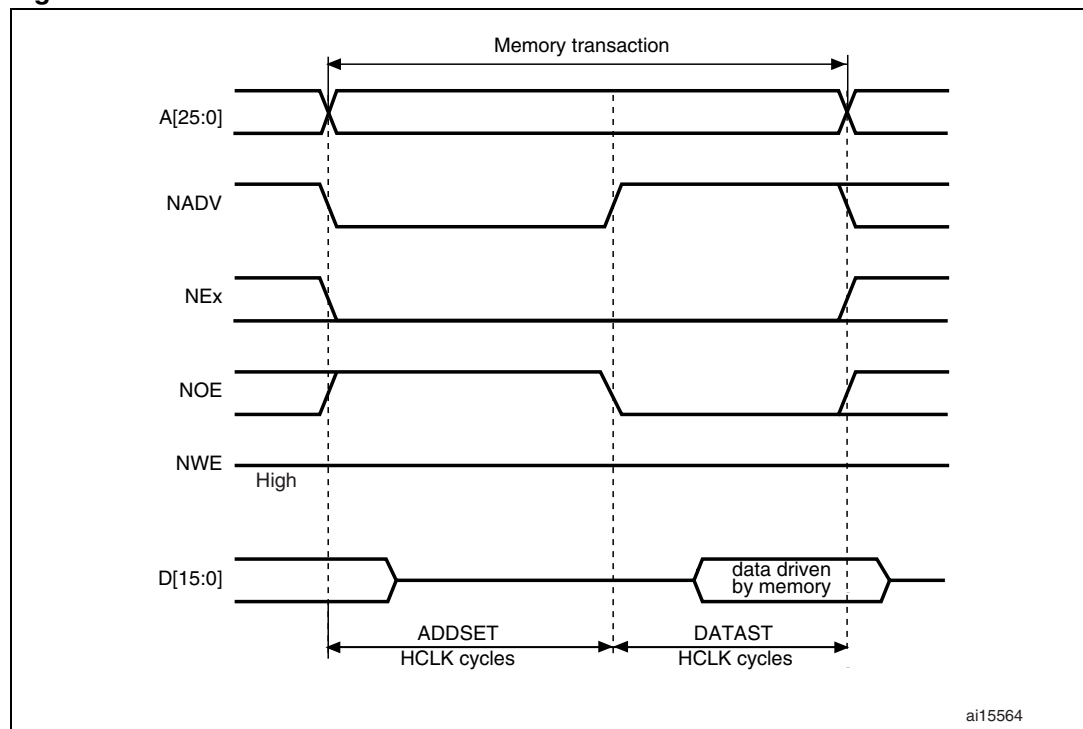 Memory transaction
A[25:0]
NADV
NEx
NOE
NWE
High
D[15:0]
data driven
by memory
ADDSET
HCLK cycles
DATAST
HCLK cycles
ai15564